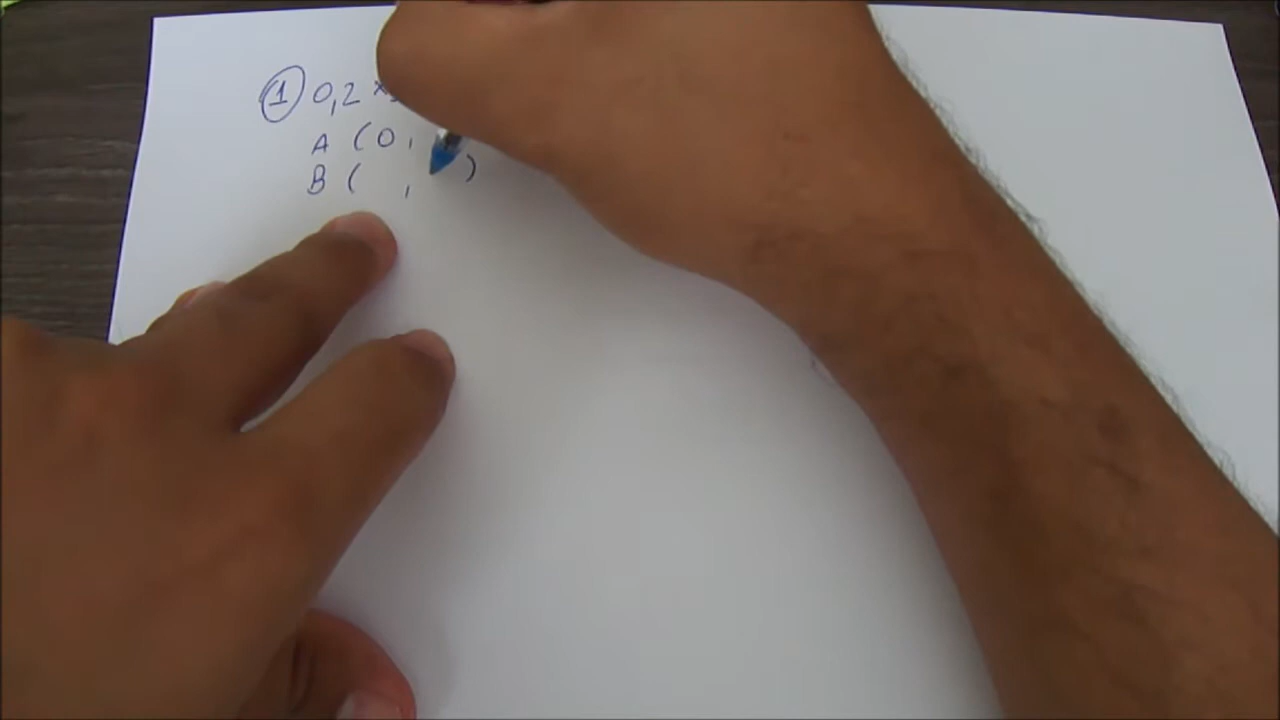 ① 0,2 x
A (0,
B ( , )